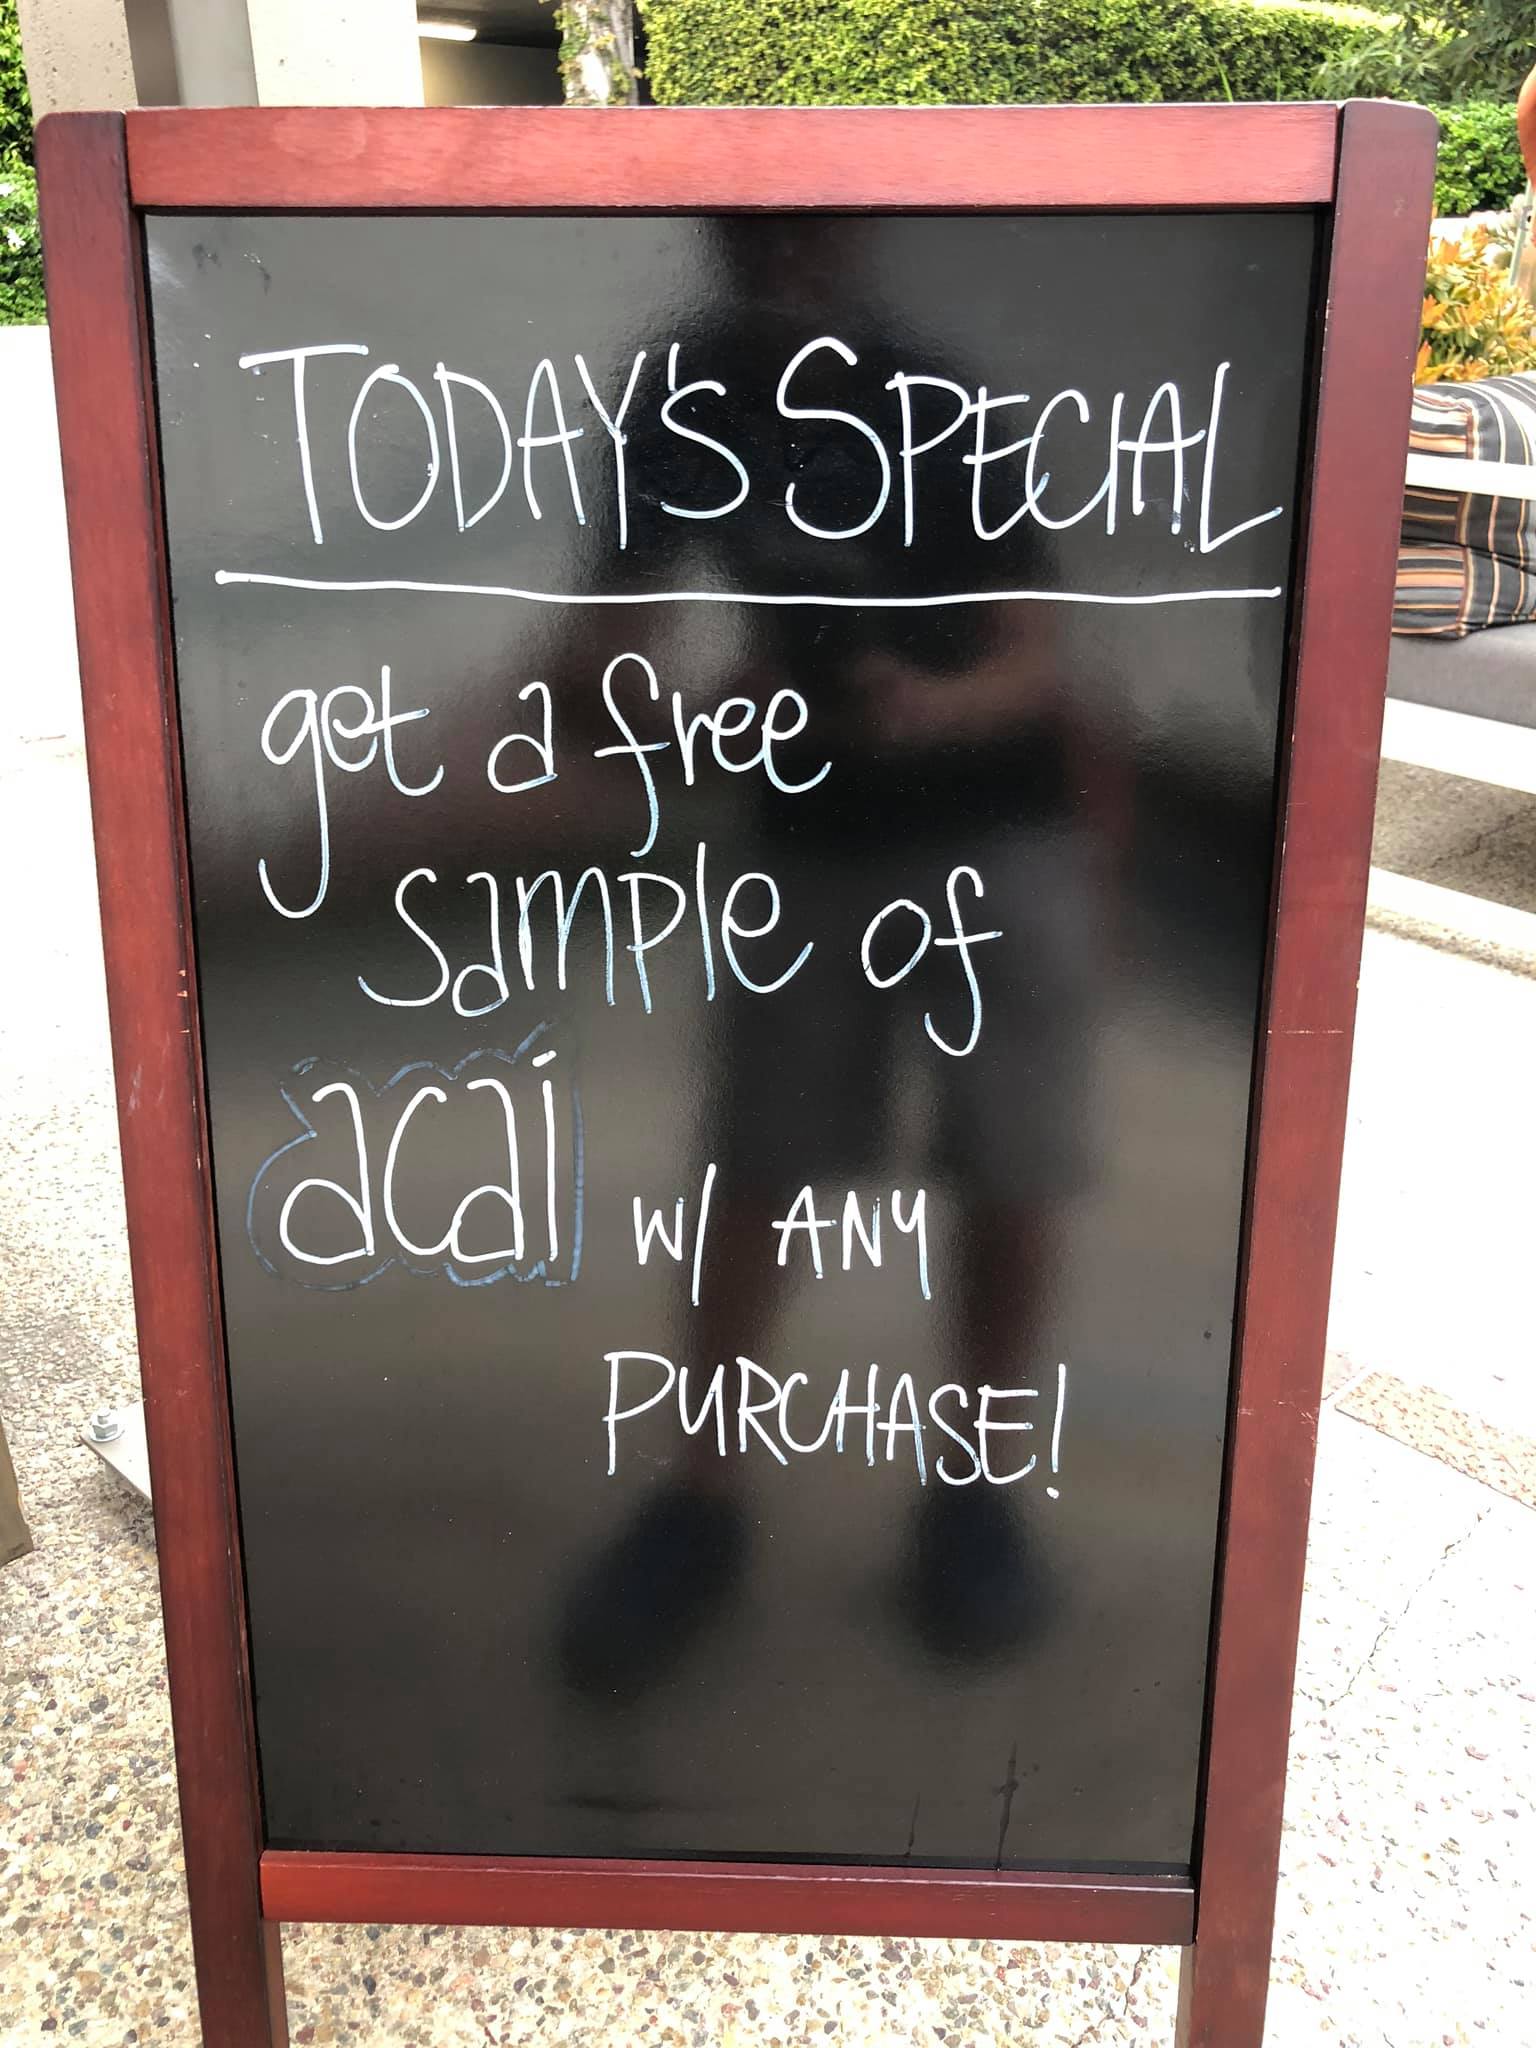 TODAY'S SPECIAL
get a free
sample of
acai w/ ANY
PURCHASE!